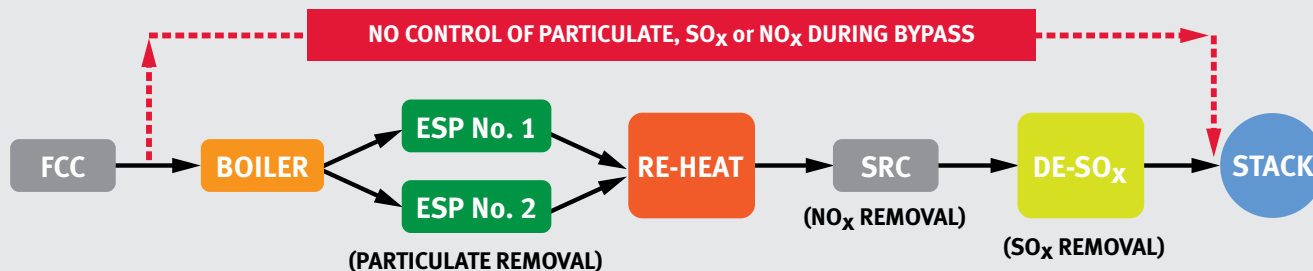 NO CONTROL OF PARTICULATE, SOX or NOX DURING BYPASS
FCC
BOILER
ESP No. 1
ESP No. 2
(PARTICULATE REMOVAL)
RE-HEAT
SRC
(NOX REMOVAL)
DE-SOX
(SOX REMOVAL)
STACK